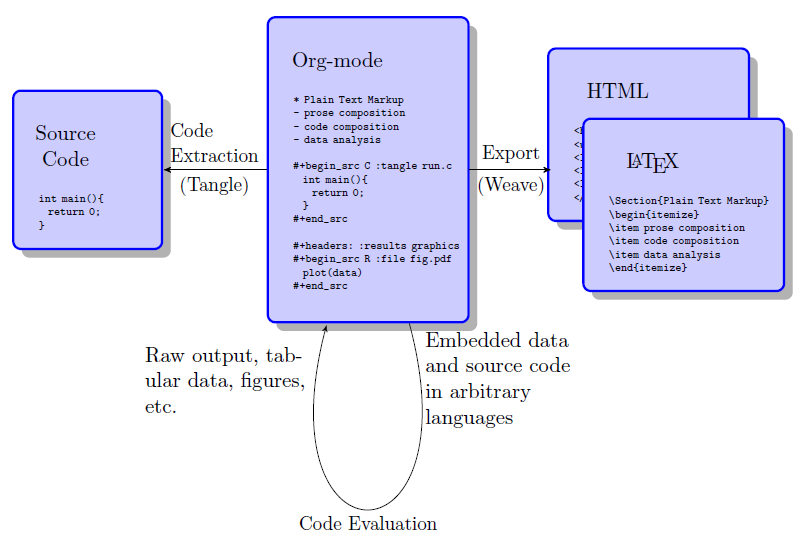 Org-mode
* Plain Text Markup
- prose composition
- code composition
- data analysis
#+begin_src C :tangle run.c
int main(){
return 0;
}
#+end_src
#+headers: :results graphics
#+begin_src R :file fig.pdf
plot(data)
#+end_src
Source
Code
int main(){
return 0;
}
Code
Extraction
(Tangle)
Export
(Weave)
HTML
LATEX
\Section{Plain Text Markup}
\begin{itemize}
\item prose composition
\item code composition
\item data analysis
\end{itemize}
Raw output, tab-
ular data, figures,
etc.
Embedded data
and source code
in arbitrary
languages
Code Evaluation